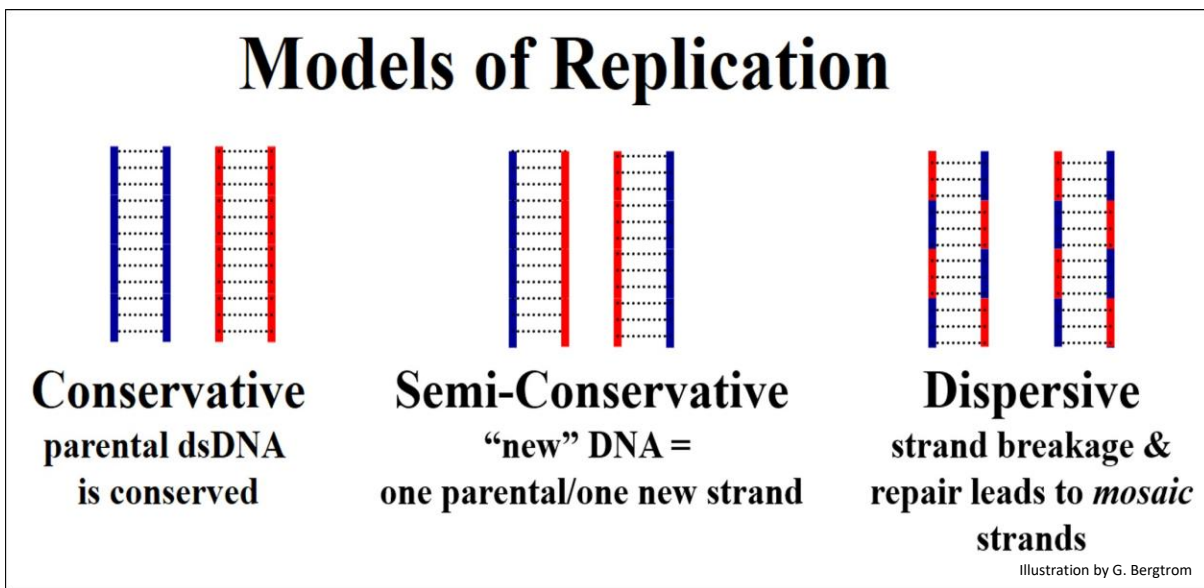 Models of Replication
Conservative
parental dsDNA
is conserved
Semi-Conservative
“new” DNA =
one parental/one new strand
Dispersive
strand breakage &
repair leads to mosaic
strands
Illustration by G. Bergtrom